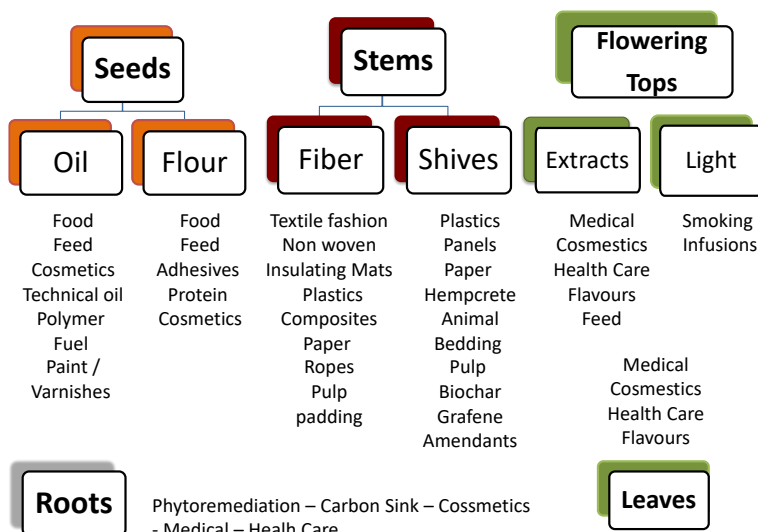 Seeds
Stems
Flowering
Tops
Oil
Flour
Fiber
Shives
Extracts
Light
Food
Feed
Cosmetics
Technical oil
Polymer
Fuel
Paint /
Varnishes
Food
Feed
Adhesives
Protein
Cosmetics
Textile fashion
Non woven
Insulating Mats
Plastics
Composites
Paper
Ropes
Pulp
padding
Plastics
Panels
Paper
Hempcrete
Animal
Bedding
Pulp
Biochar
Grafene
Amendants
Medical
Cosmestics
Health Care
Flavours
Feed
Smoking
Infusions
Medical
Cosmestics
Health Care
Flavours
Roots
Phytoremediation – Carbon Sink – Cossmetics
- Medical – Healh Care
Leaves